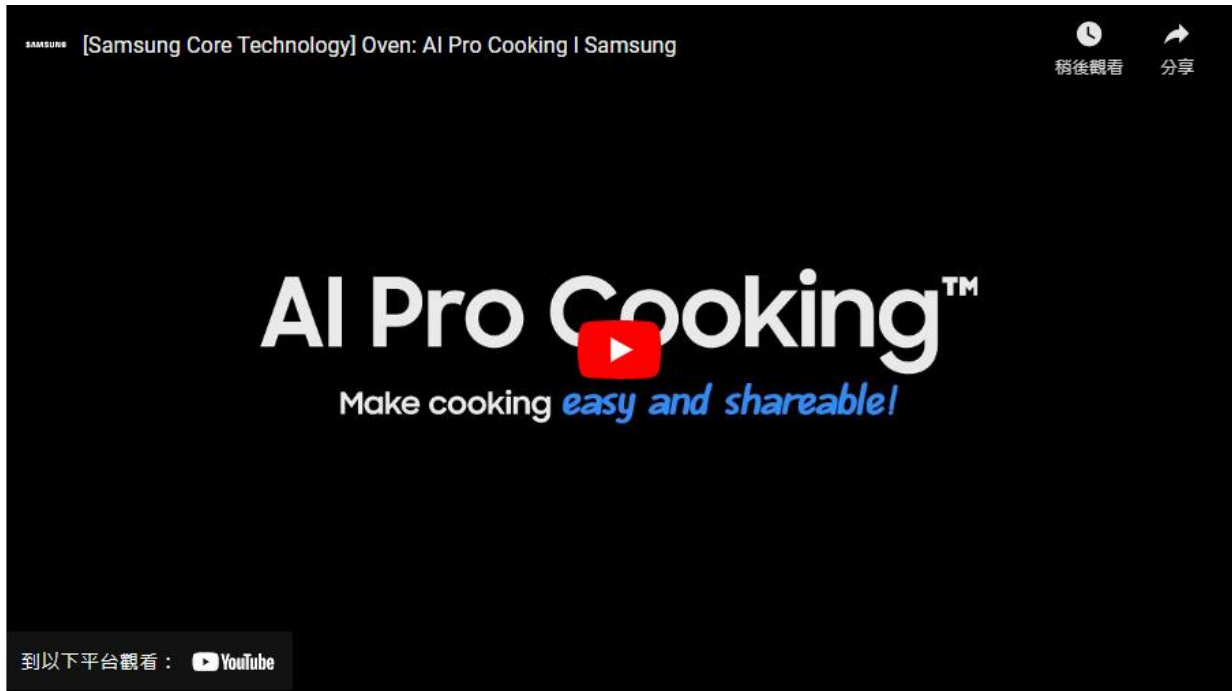 SAMSUNG [Samsung Core Technology] Oven: AI Pro Cooking I Samsung
稍後觀看 分享
AI Pro Cooking™
Make cooking easy and shareable!
到以下平台觀看： YouTube